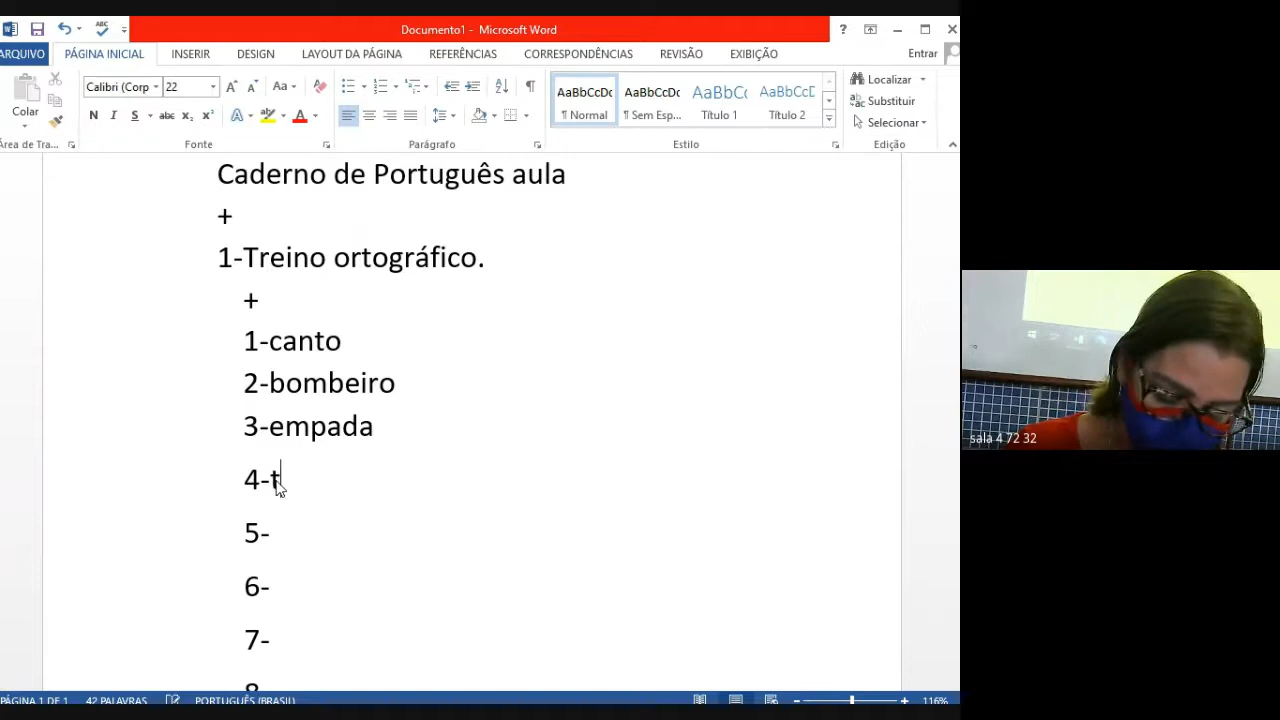 Documento1 - Microsoft Word
Entrar
ARQUIVO PÁGINA INICIAL INSERIR DESIGN LAYOUT DA PÁGINA REFERÊNCIAS CORRESPONDÊNCIAS REVISÃO EXIBIÇÃO
Colar
Calibri (Corp 22
AaBbCcDc AaBbCcDc AaBbCc AaBbCcD
¶ Normal ¶ Sem Esp... Título 1 Título 2
Localizar
Substituir
Selecionar
Área de Tra... Fonte Parágrafo Estilo Edição
Caderno de Português aula
+
1-Treino ortográfico.
+
1-canto
2-bombeiro
3-empada
4-t
5-
6-
7-
PÁGINA 1 DE 1 42 PALAVRAS PORTUGUÊS (BRASIL) 116%
sala 4 72 32